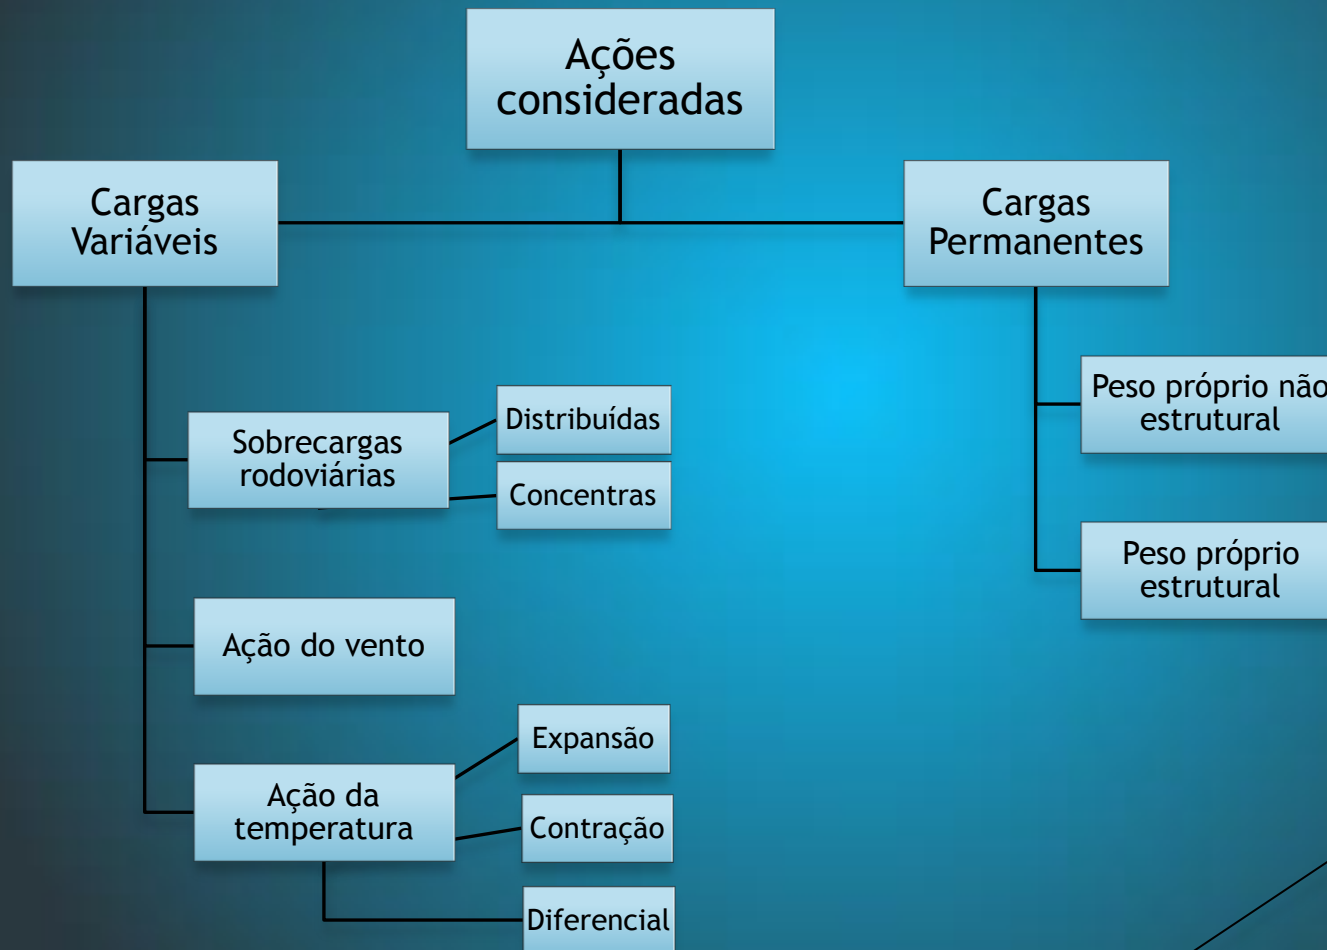 Ações
consideradas
Cargas
Variáveis
Cargas
Permanentes
Sobrecargas
rodoviárias
Distribuídas
Concentras
Ação do vento
Ação da
temperatura
Expansão
Contração
Diferencial
Peso próprio não
estrutural
Peso próprio
estrutural